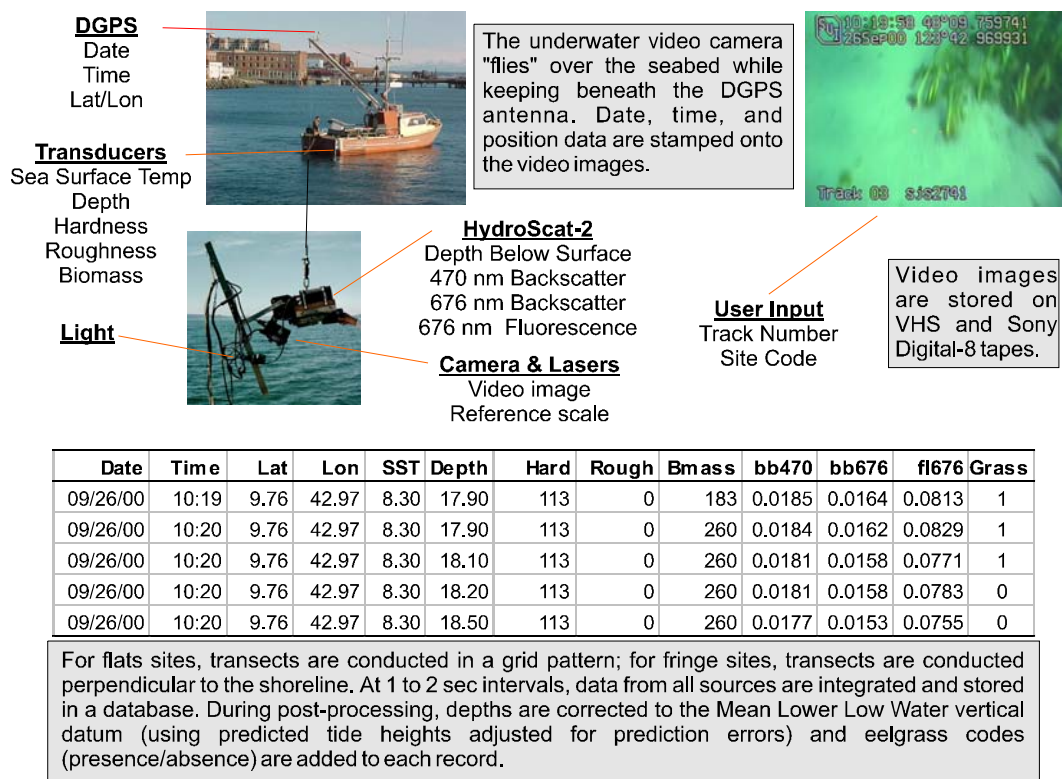 DGPS
Date
Time
Lat/Lon
Transducers
Sea Surface Temp
Depth
Hardness
Roughness
Biomass
Light
The underwater video camera
"flies" over the seabed while
keeping beneath the DGPS
antenna. Date, time, and
position data are stamped onto
the video images.
10:19:58 48°09.759741
26Sep00 123°42.969931
Track 03 sjs2741
HydroScat-2
Depth Below Surface
470 nm Backscatter
676 nm Backscatter
676 nm Fluorescence
Camera & Lasers
Video image
Reference scale
User Input
Track Number
Site Code
Video images
are stored on
VHS and Sony
Digital-8 tapes.
Date Time Lat Lon SST Depth Hard Rough Bmass bb470 bb676 fl676 Grass
09/26/00 10:19 9.76 42.97 8.30 17.90 113 0 183 0.0185 0.0164 0.0813 1
09/26/00 10:20 9.76 42.97 8.30 17.90 113 0 260 0.0184 0.0162 0.0829 1
09/26/00 10:20 9.76 42.97 8.30 18.10 113 0 260 0.0181 0.0158 0.0771 1
09/26/00 10:20 9.76 42.97 8.30 18.20 113 0 260 0.0181 0.0158 0.0783 0
09/26/00 10:20 9.76 42.97 8.30 18.50 113 0 260 0.0177 0.0153 0.0755 0
For flats sites, transects are conducted in a grid pattern; for fringe sites, transects are conducted
perpendicular to the shoreline. At 1 to 2 sec intervals, data from all sources are integrated and stored
in a database. During post-processing, depths are corrected to the Mean Lower Low Water vertical
datum (using predicted tide heights adjusted for prediction errors) and eelgrass codes
(presence/absence) are added to each record.